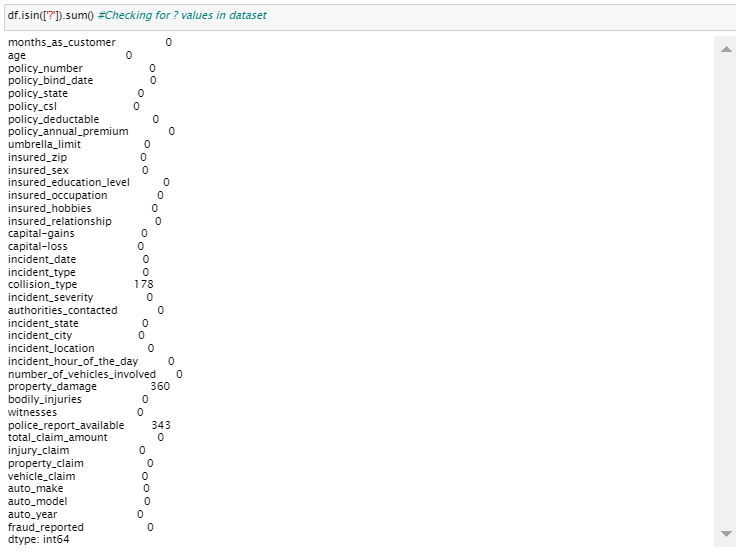 df.isin(['?']).sum() #Checking for ? values in dataset
months_as_customer 0
age 0
policy_number 0
policy_bind_date 0
policy_state 0
policy_csl 0
policy_deductable 0
policy_annual_premium 0
umbrella_limit 0
insured_zip 0
insured_sex 0
insured_education_level 0
insured_occupation 0
insured_hobbies 0
insured_relationship 0
capital-gains 0
capital-loss 0
incident_date 0
incident_type 0
collision_type 178
incident_severity 0
authorities_contacted 0
incident_state 0
incident_city 0
incident_location 0
incident_hour_of_the_day 0
number_of_vehicles_involved 0
property_damage 360
bodily_injuries 0
witnesses 0
police_report_available 343
total_claim_amount 0
injury_claim 0
property_claim 0
vehicle_claim 0
auto_make 0
auto_model 0
auto_year 0
fraud_reported 0
dtype: int64